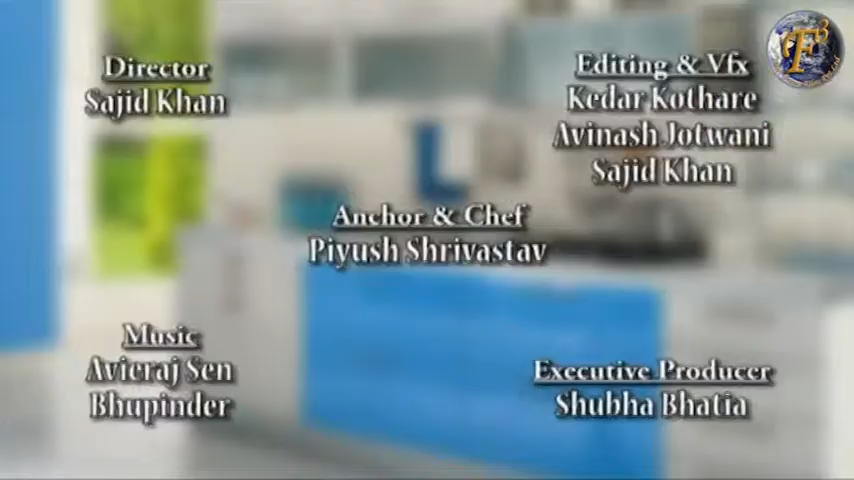 Director
Sajid Khan
Editing & Vfx
Kedar Kothare
Avinash Jotwani
Sajid Khan
Anchor & Chef
Piyush Shrivastav
Music
Avieraj Sen
Bhupinder
Executive Producer
Shubha Bhatia